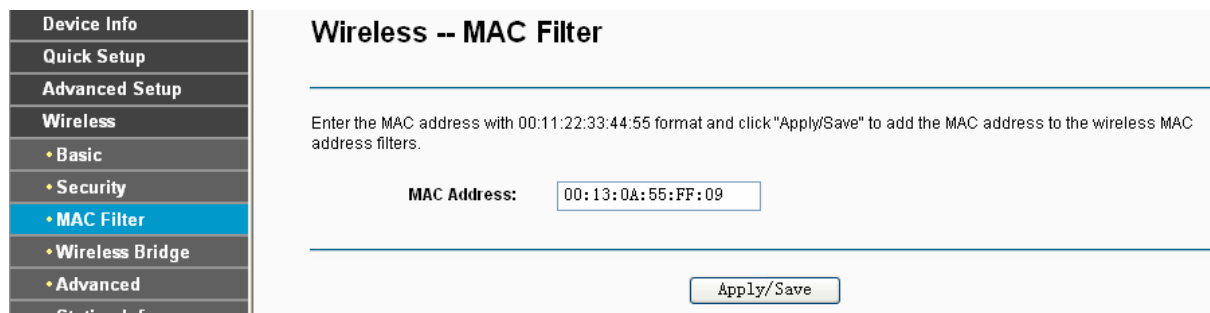 Device Info
Quick Setup
Advanced Setup
Wireless
Basic
Security
MAC Filter
Wireless Bridge
Advanced
Wireless -- MAC Filter
Enter the MAC address with 00:11:22:33:44:55 format and click "Apply/Save" to add the MAC address to the wireless MAC
address filters.
MAC Address: 00:13:0A:55:FF:09
Apply/Save